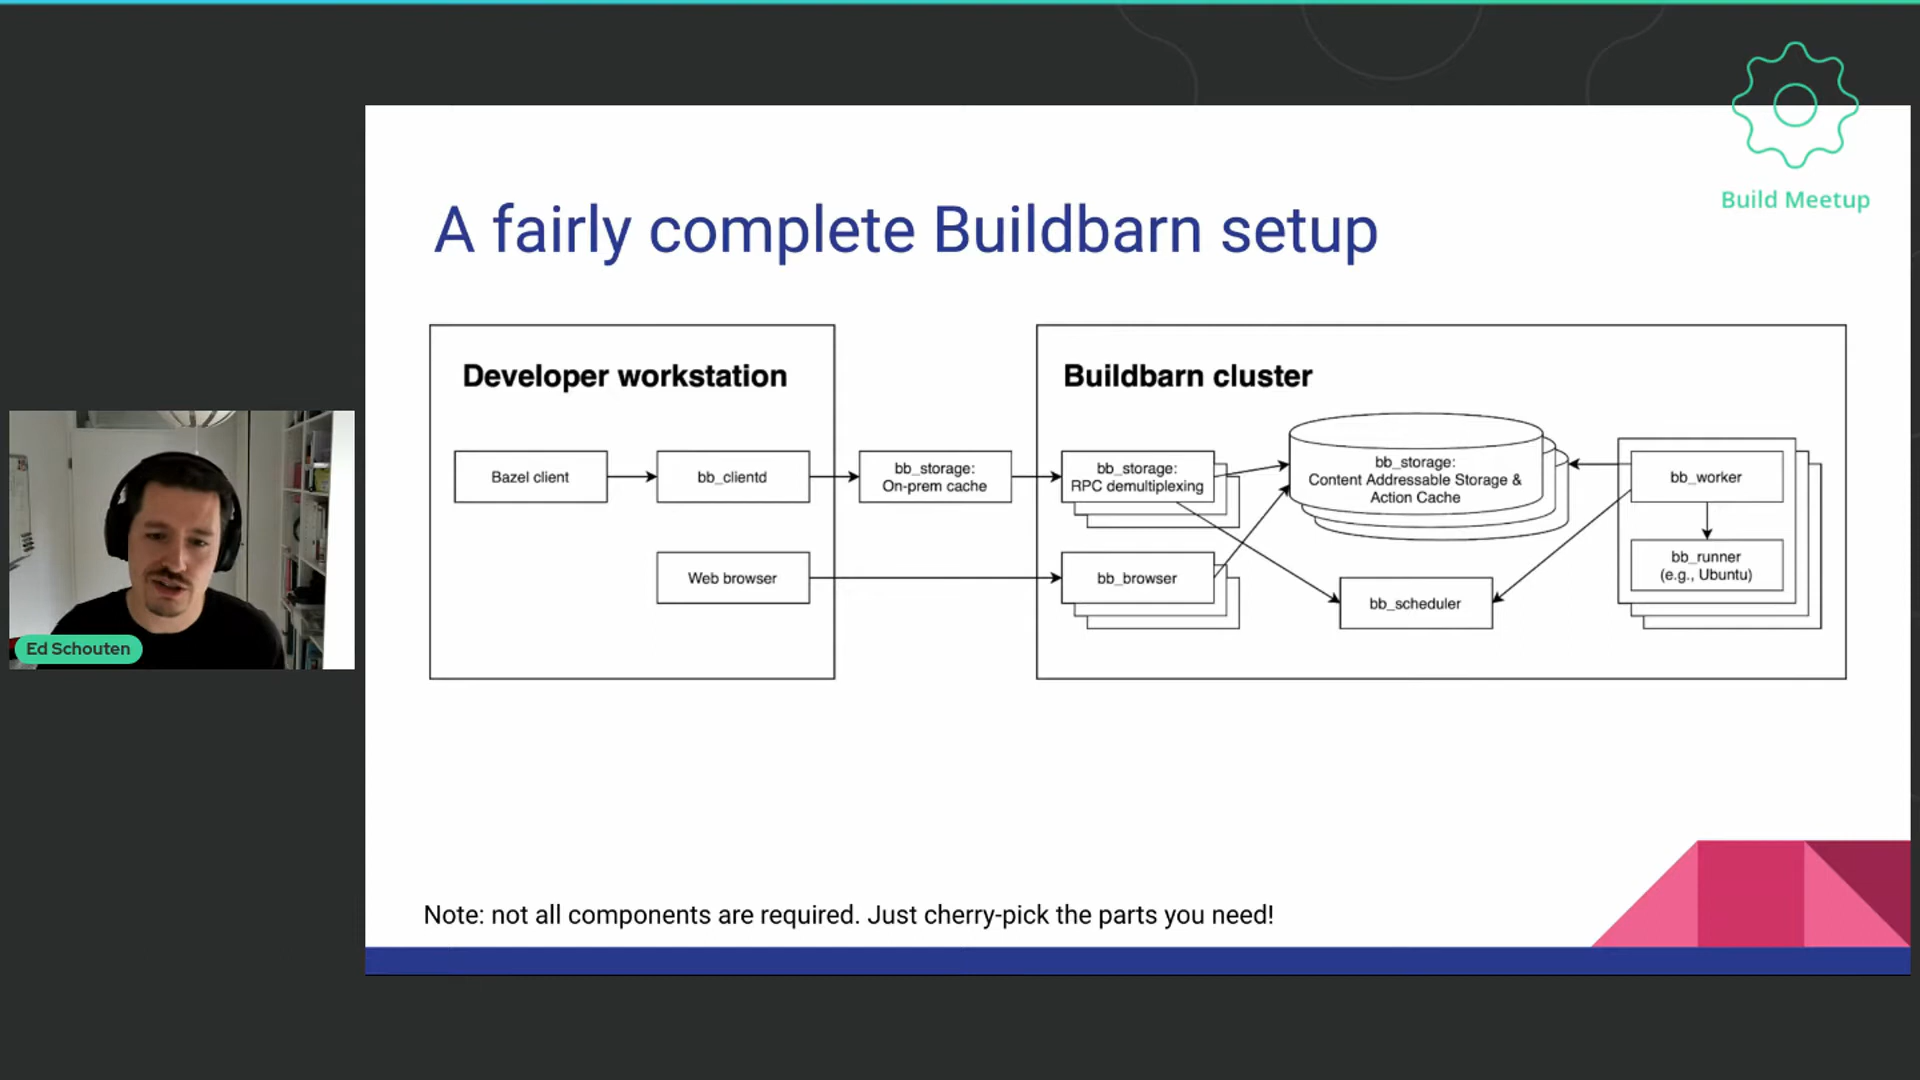 Build Meetup
A fairly complete Buildbarn setup
Developer workstation
Bazel client
bb_clientd
Web browser
bb_storage:
On-prem cache
Buildbarn cluster
bb_storage:
RPC demultiplexing
bb_browser
bb_storage:
Content Addressable Storage &
Action Cache
bb_scheduler
bb_worker
bb_runner
(e.g., Ubuntu)
Ed Schouten
Note: not all components are required. Just cherry-pick the parts you need!